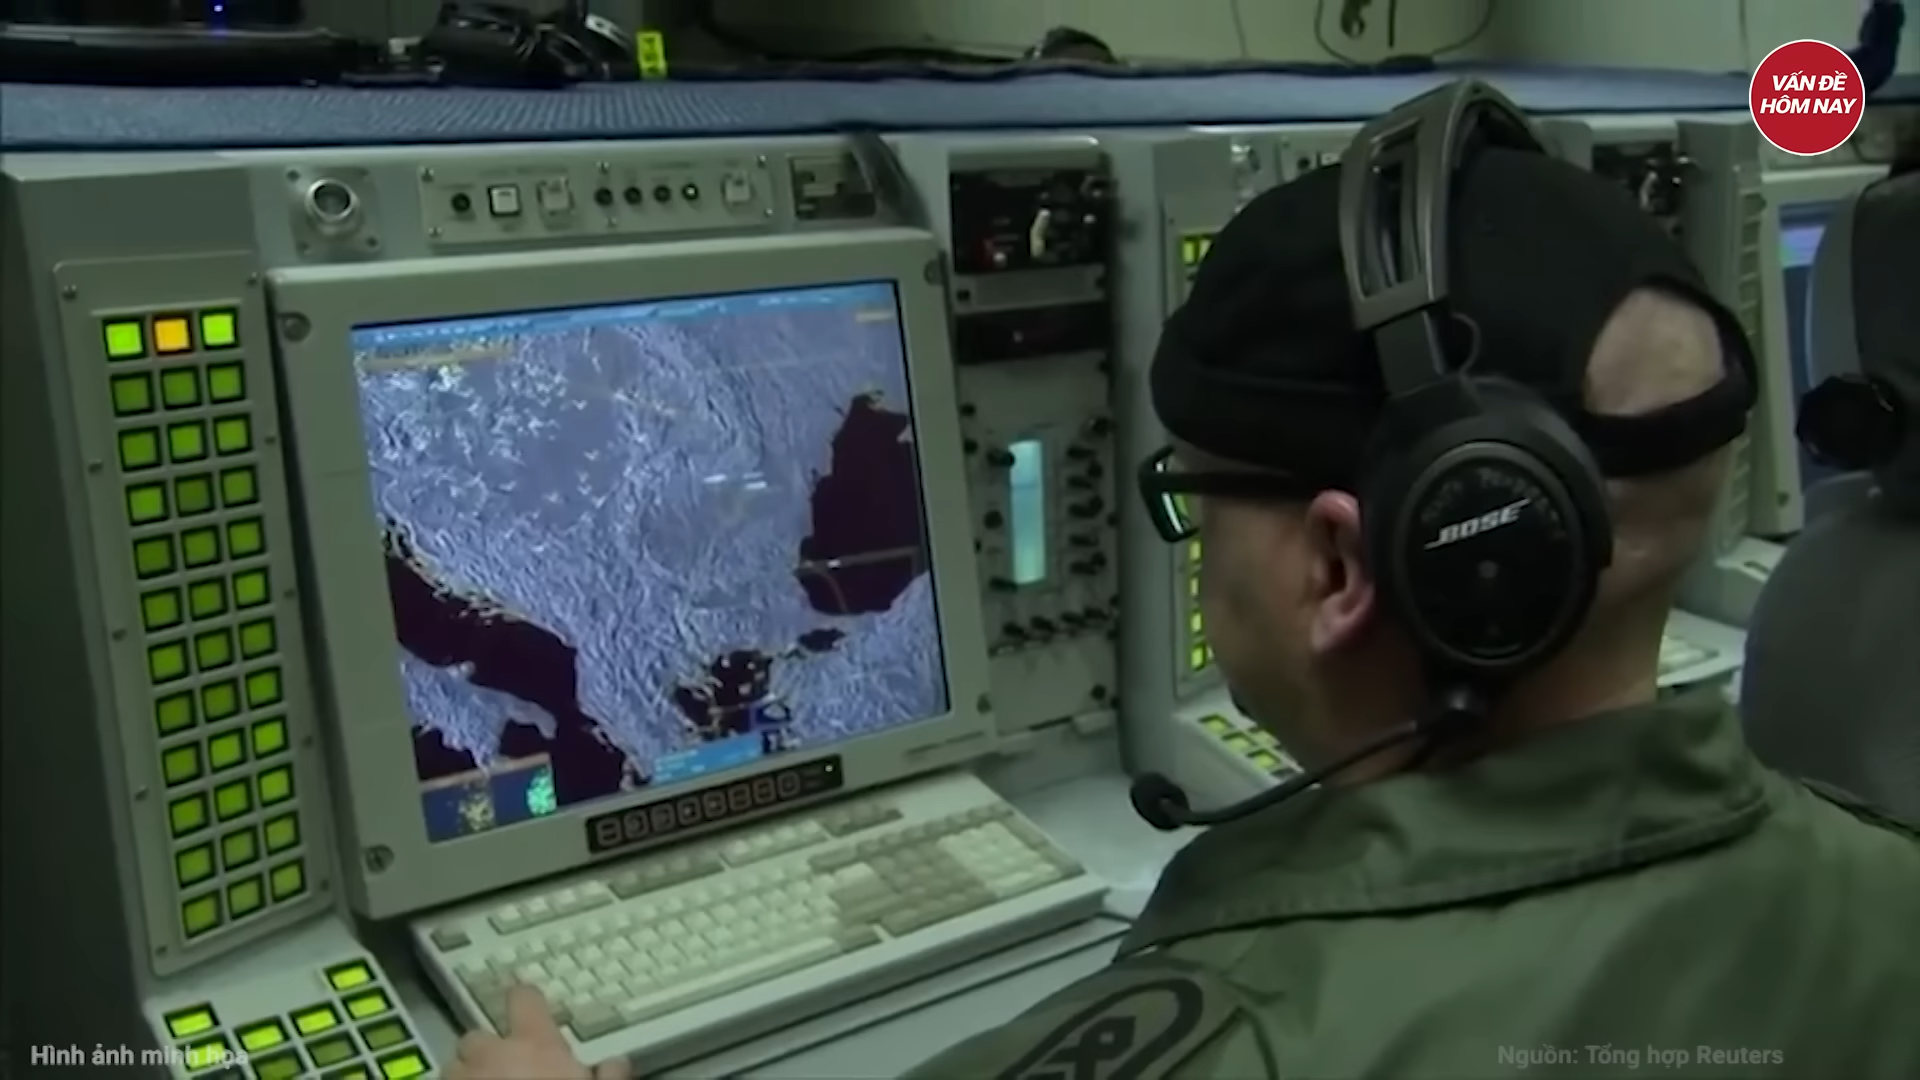 VẤN ĐỀ
HÔM NAY
BOSE
Hình ảnh minh họa
Nguồn: Tổng hợp Reuters